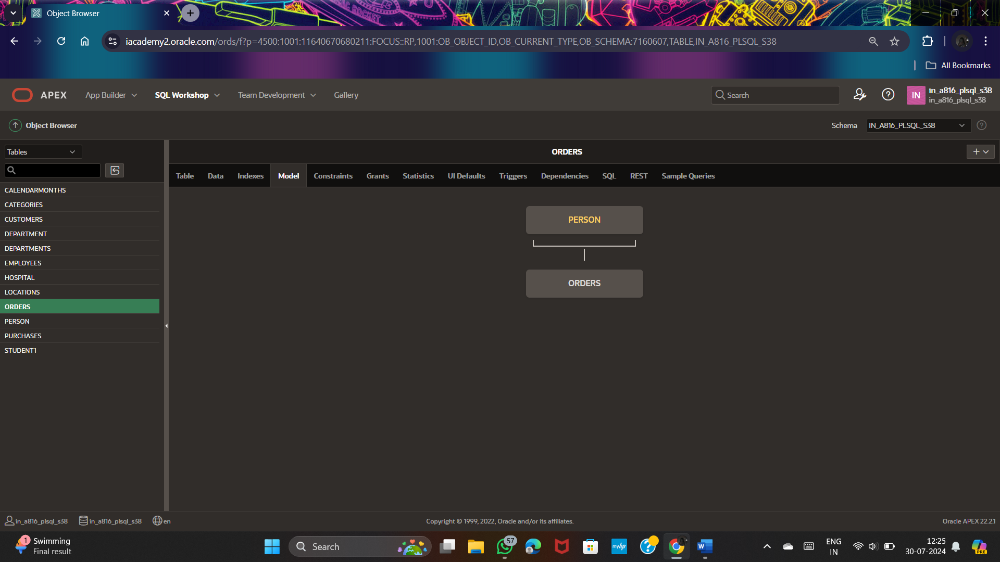 Object Browser
iacademy2.oracle.com/ords/f?p=4500:1001:11640670680211:FOCUS::RP,1001:OB_OBJECT_ID,OB_CURRENT_TYPE,OB_SCHEMA:7160607,TABLE,IN_A816_PLSQL_S38
All Bookmarks
APEX App Builder SQL Workshop Team Development Gallery Search IN in_a816_plsql_s38
in_a816_plsql_s38
Object Browser Schema IN_A816_PLSQL_S38
Tables
ORDERS
Table Data Indexes Model Constraints Grants Statistics UI Defaults Triggers Dependencies SQL REST Sample Queries
CALENDARMONTHS
CATEGORIES
CUSTOMERS
DEPARTMENT
DEPARTMENTS
EMPLOYEES
HOSPITAL
LOCATIONS
ORDERS
PERSON
PURCHASES
STUDENT1
PERSON
ORDERS
in_a816_plsql_s38 in_a816_plsql_s38 en Copyright © 1999, 2022, Oracle and/or its affiliates. Oracle APEX 22.2.1
1 Swimming
Final result
Search
57
myhp
W
ENG
IN
12:25
30-07-2024
PRE